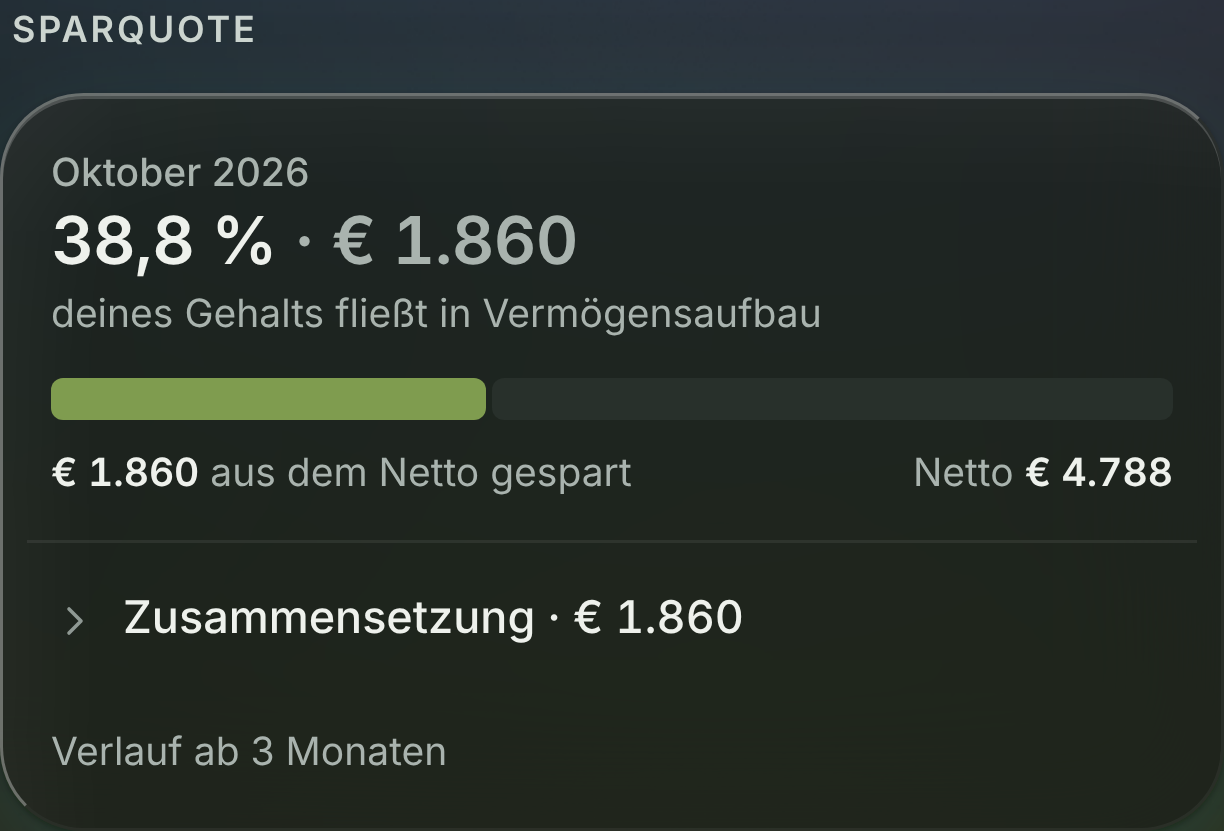 SPARQUOTE
Oktober 2026
38,8 % · € 1.860
deines Gehalts fließt in Vermögensaufbau
€ 1.860 aus dem Netto gespart Netto € 4.788
Zusammensetzung · € 1.860
Verlauf ab 3 Monaten